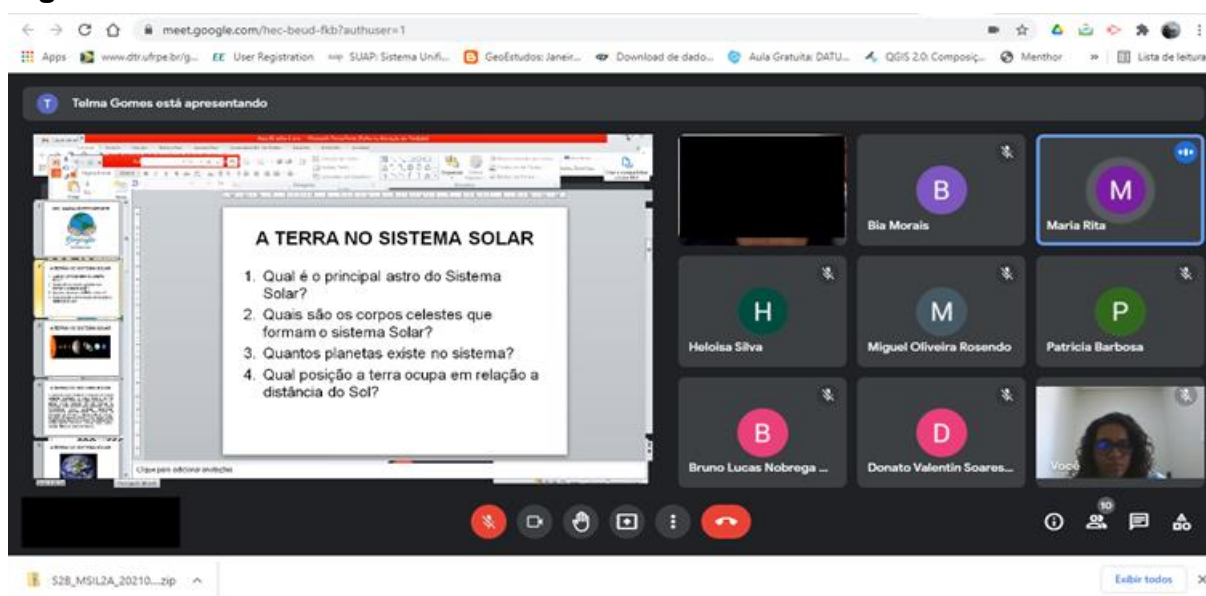 meet.google.com/hec-beud-fkb?authuser=1
Apps www.dtr.ufrpe.br/g... EE User Registration SUAP: Sistema Unifi... GeoEstudos: Janeir... Download de dado... Aula Gratuita: DATU... QGIS 2.0: Composiç... Menthor » Lista de leitura
T Telma Gomes está apresentando
A TERRA NO SISTEMA SOLAR
1. Qual é o principal astro do Sistema
Solar?
2. Quais são os corpos celestes que
formam o sistema Solar?
3. Quantos planetas existe no sistema?
4. Qual posição a terra ocupa em relação a
distância do Sol?
Clique para adicionar anotações
B
Bia Morais
M
Maria Rita
H
Heloisa Silva
M
Miguel Oliveira Rosendo
P
Patricia Barbosa
B
Bruno Lucas Nobrega ...
D
Donato Valentin Soares...
Você
10
S2B_MSIL2A_20210....zip
Exibir todos